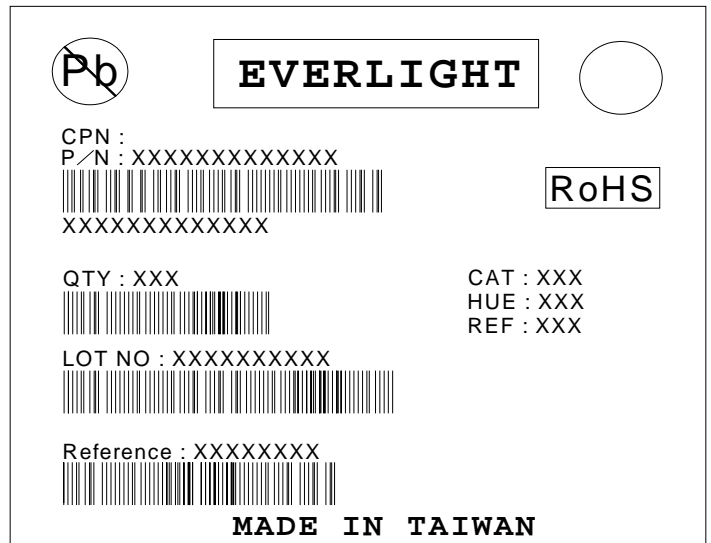 Pb
EVERLIGHT
CPN :
P/N : XXXXXXXXXXXXX
RoHS
XXXXXXXXXXXXX
QTY : XXX
CAT : XXX
HUE : XXX
REF : XXX
LOT NO : XXXXXXXXXX
Reference : XXXXXXXX
MADE IN TAIWAN